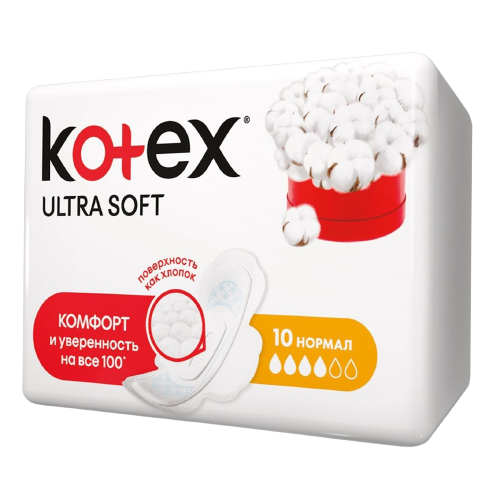 kotex®
ULTRA SOFT
поверхность
как хлопок
КОМФОРТ
и уверенность
на все 100*
10 НОРМАЛ